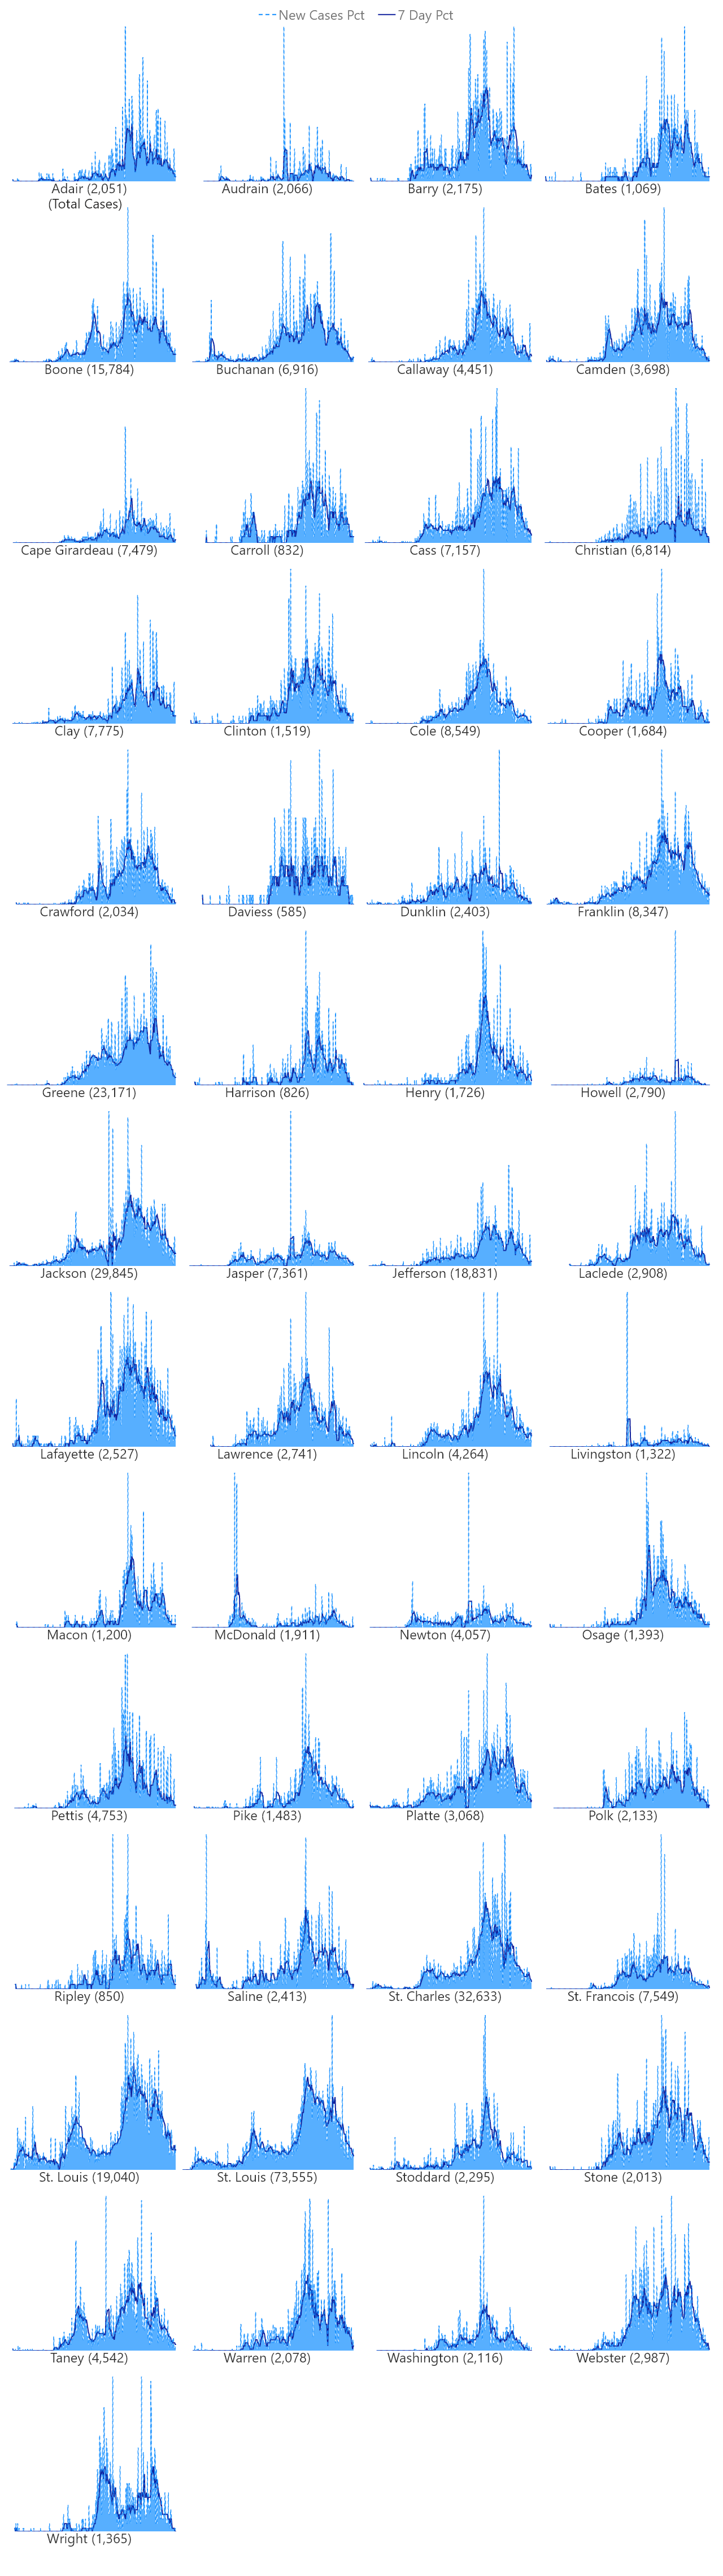 New Cases Pct 7 Day Pct
Adair (2,051) Audrain (2,066) Barry (2,175) Bates (1,069)
(Total Cases)
Boone (15,784) Buchanan (6,916) Callaway (4,451) Camden (3,698)
Cape Girardeau (7,479) Carroll (832) Cass (7,157) Christian (6,814)
Clay (7,775) Clinton (1,519) Cole (8,549) Cooper (1,684)
Crawford (2,034) Daviess (585) Dunklin (2,403) Franklin (8,347)
Greene (23,171) Harrison (826) Henry (1,726) Howell (2,790)
Jackson (29,845) Jasper (7,361) Jefferson (18,831) Laclede (2,908)
Lafayette (2,527) Lawrence (2,741) Lincoln (4,264) Livingston (1,322)
Macon (1,200) McDonald (1,911) Newton (4,057) Osage (1,393)
Pettis (4,753) Pike (1,483) Platte (3,068) Polk (2,133)
Ripley (850) Saline (2,413) St. Charles (32,633) St. Francois (7,549)
St. Louis (19,040) St. Louis (73,555) Stoddard (2,295) Stone (2,013)
Taney (4,542) Warren (2,078) Washington (2,116) Webster (2,987)
Wright (1,365)